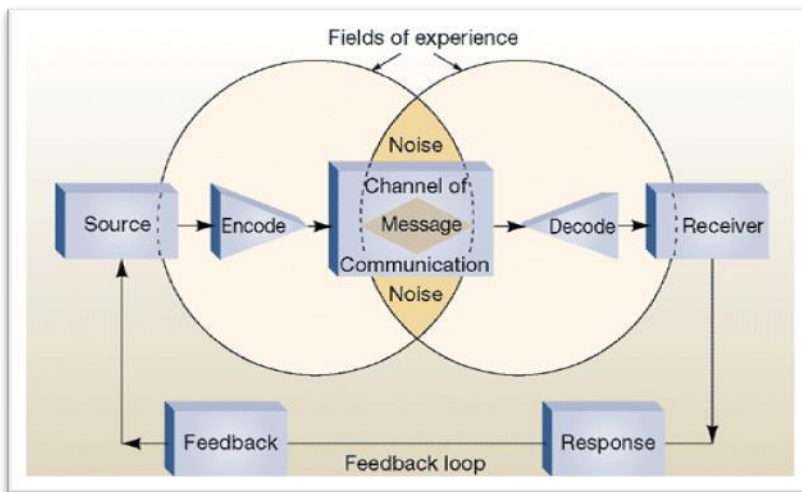 Fields of experience
Noise
Channel of
Source
Encode
Message
Decode
Receiver
Communication
Noise
Feedback
Response
Feedback loop